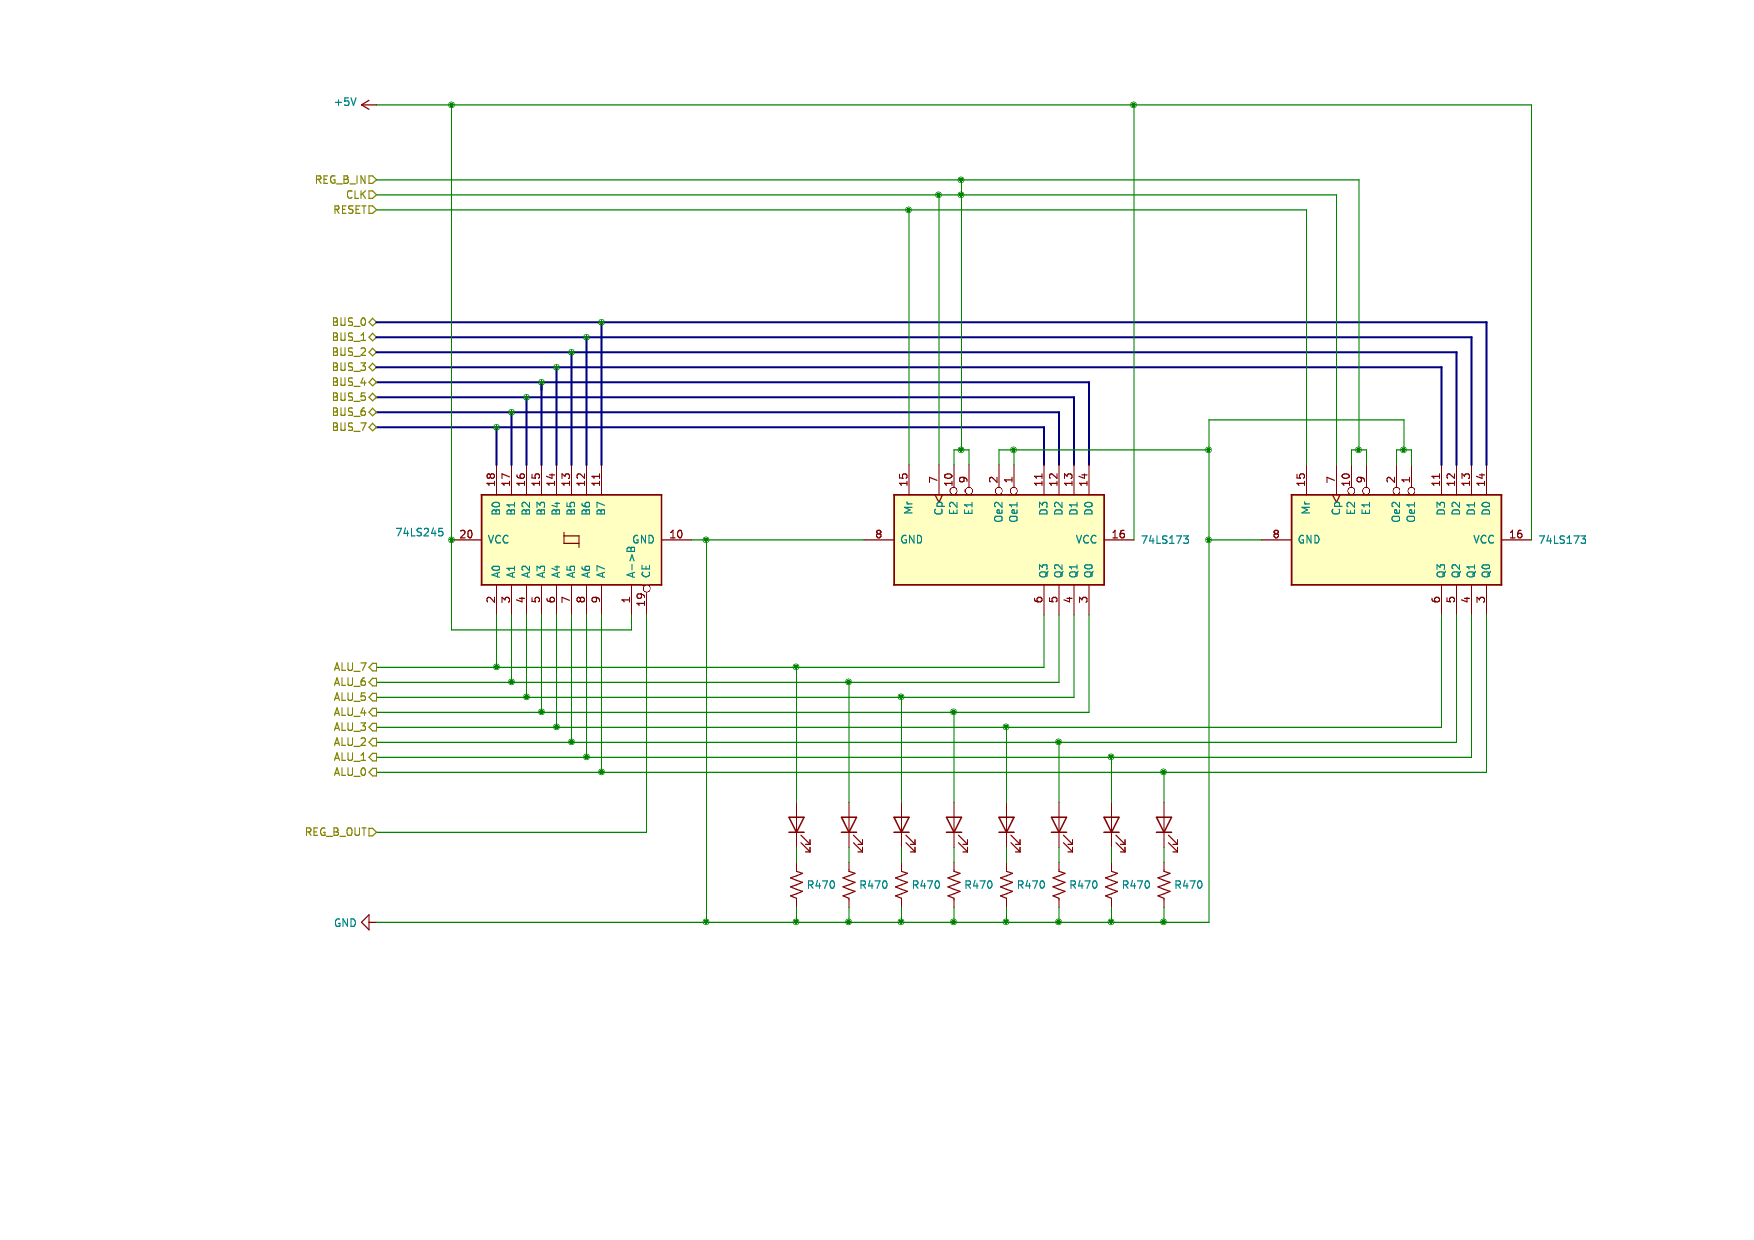 +5V
REG_B_IN
CLK
RESET
BUS_0
BUS_1
BUS_2
BUS_3
BUS_4
BUS_5
BUS_6
BUS_7
18 17 16 15 14 13 12 11
15 7 10 9 2 1 11 12 13 14
15 7 10 9 2 1 11 12 13 14
B0 B1 B2 B3 B4 B5 B6 B7
Mr Cp E2 E1 Oe2 Oe1 D3 D2 D1 D0
Mr Cp E2 E1 Oe2 Oe1 D3 D2 D1 D0
74LS245 20 VCC GND 10
8 GND VCC 16 74LS173
8 GND VCC 16 74LS173
A0 A1 A2 A3 A4 A5 A6 A7 A->B CE
Q3 Q2 Q1 Q0
Q3 Q2 Q1 Q0
2 3 4 5 6 7 8 9 1 19
6 5 4 3
6 5 4 3
ALU_7
ALU_6
ALU_5
ALU_4
ALU_3
ALU_2
ALU_1
ALU_0
REG_B_OUT
R470 R470 R470 R470 R470 R470 R470 R470
GND